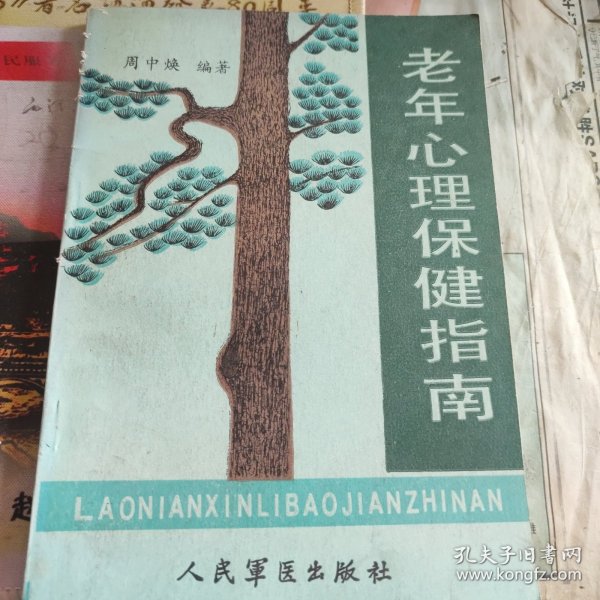 周中焕 编著
老年心理保健指南
LAONIANXINLIBAOJIANZHINAN
人民軍医出版社
孔夫子旧书网
www.kongfz.com